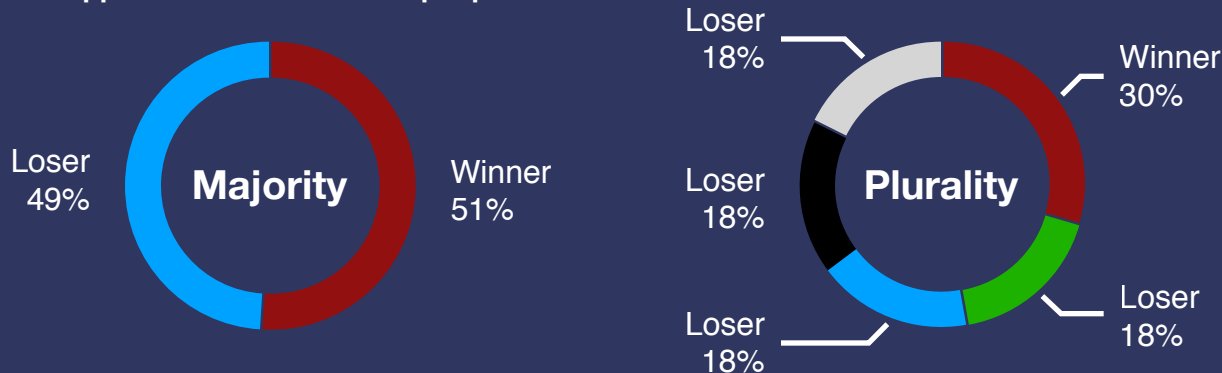 Loser
49%
Majority
Winner
51%
Loser
18%
Winner
30%
Loser
18%
Plurality
Loser
18%
Loser
18%